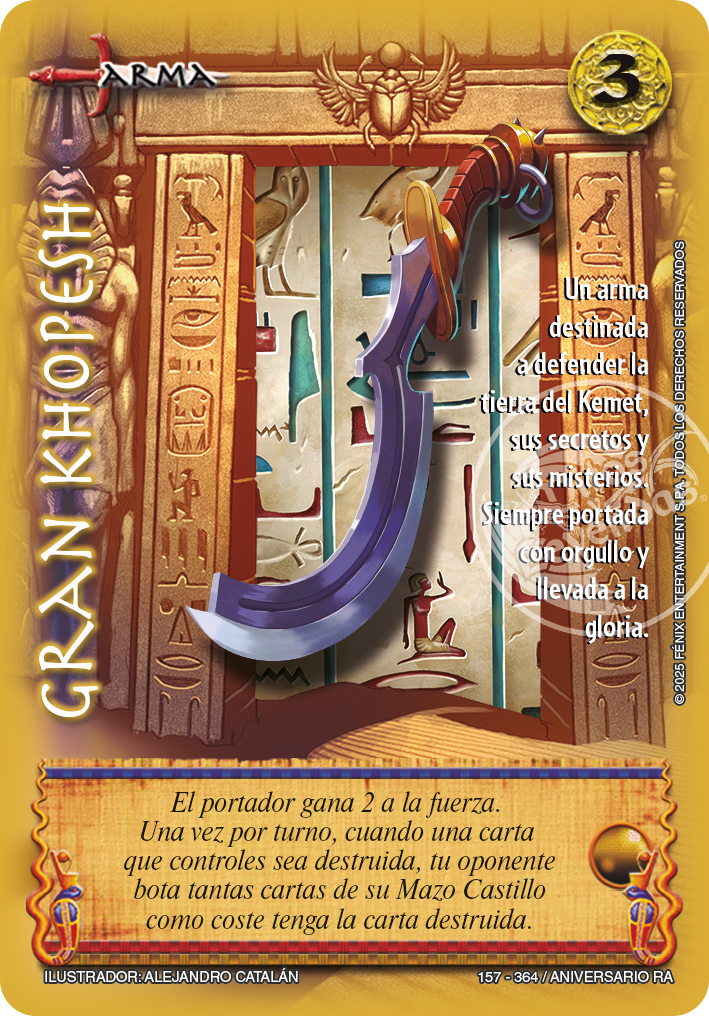 ARMA
3
GRAN KHOPESH
Un arma
destinada
a defender la
tierra del Kemet,
sus secretos y
sus misterios.
Siempre portada
con orgullo y
llevada a la
gloria.
© 2025 FÉNIX ENTERTAINMENT S.P.A. TODOS LOS DERECHOS RESERVADOS
El portador gana 2 a la fuerza.
Una vez por turno, cuando una carta
que controles sea destruida, tu oponente
bota tantas cartas de su Mazo Castillo
como coste tenga la carta destruida.
ILUSTRADOR: ALEJANDRO CATALÁN
157 - 364 / ANIVERSARIO RA